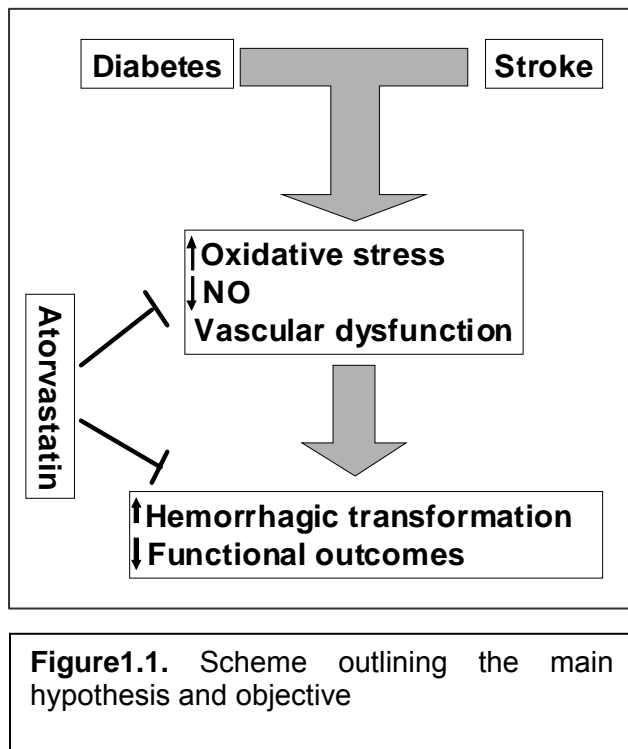 Diabetes
Stroke
↑Oxidative stress
↓NO
Vascular dysfunction
Atorvastatin
↑Hemorrhagic transformation
↓Functional outcomes
Figure1.1. Scheme outlining the main
hypothesis and objective